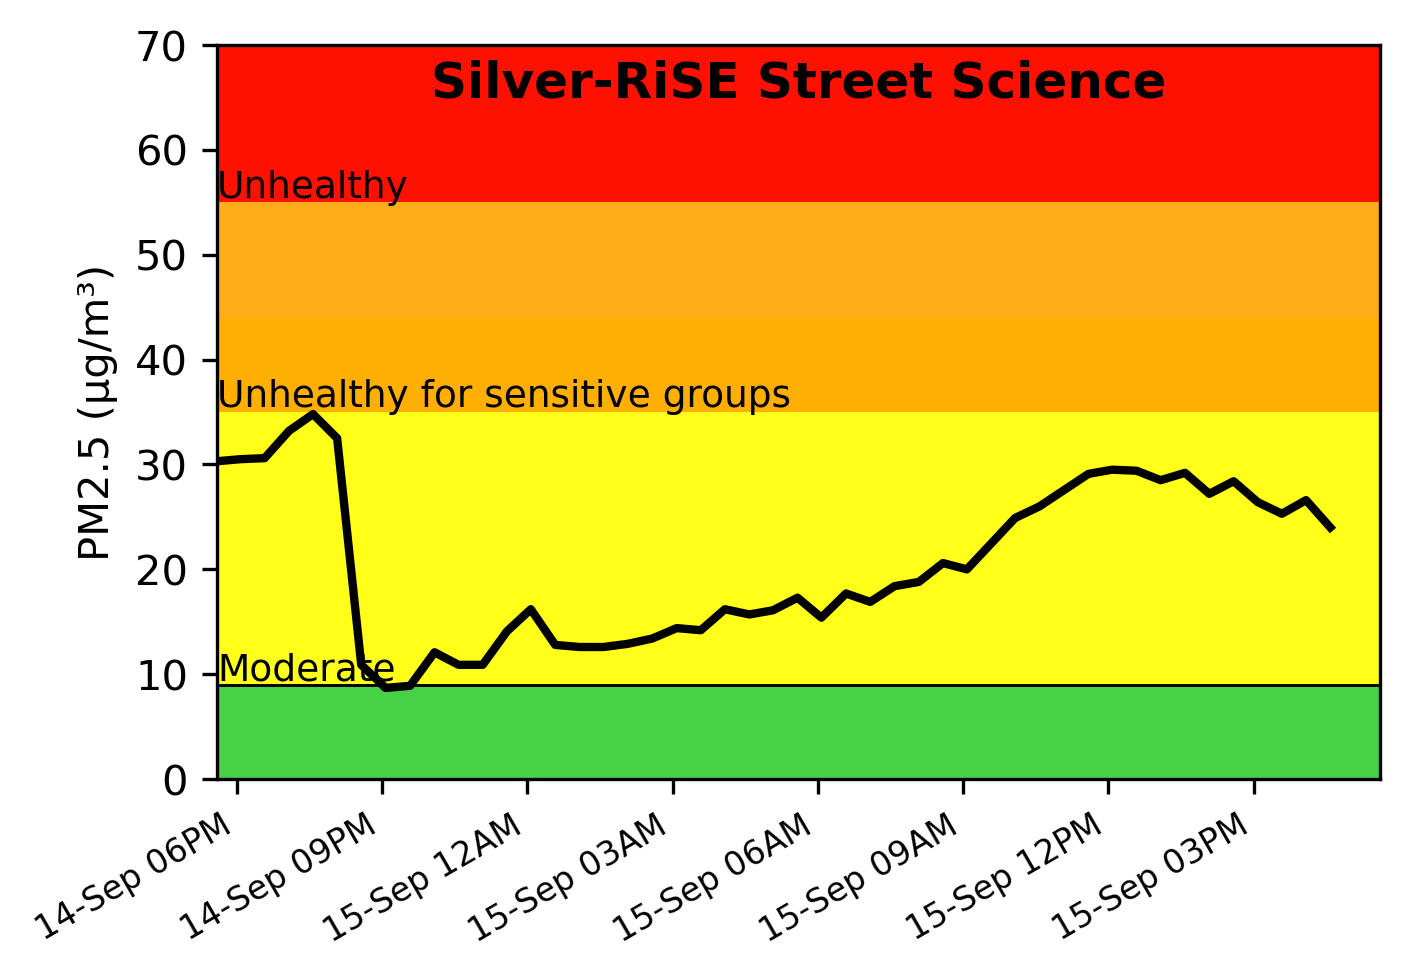 Silver-RiSE Street Science
70
60
Unhealthy
50
40
Unhealthy for sensitive groups
30
20
Moderate
10
0
PM2.5 (µg/m³)
14-Sep 06PM
14-Sep 09PM
15-Sep 12AM
15-Sep 03AM
15-Sep 06AM
15-Sep 09AM
15-Sep 12PM
15-Sep 03PM